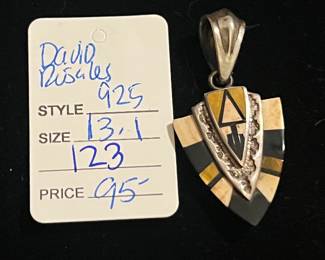 David
Rosales
STYLE 925
SIZE 13.1
123
PRICE 95-